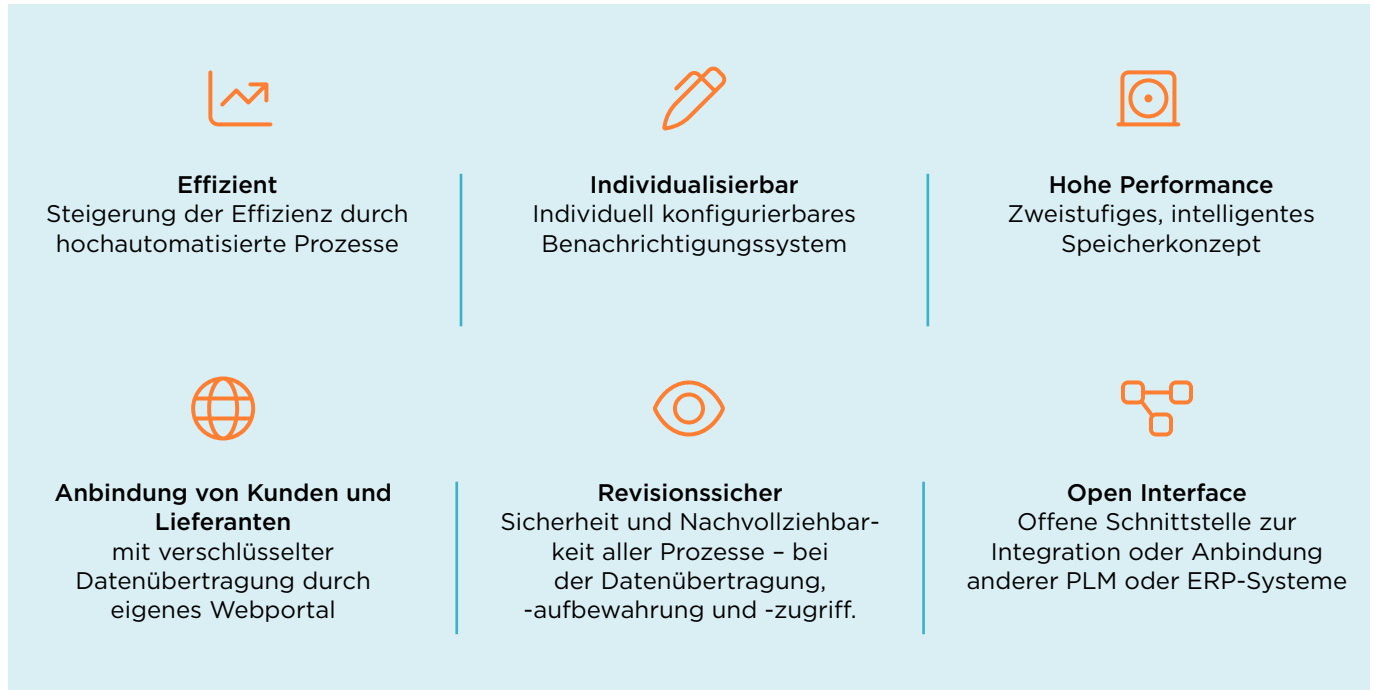 Effizient
Steigerung der Effizienz durch
hochautomatisierte Prozesse
Individualisierbar
Individuell konfigurierbares
Benachrichtigungssystem
Hohe Performance
Zweistufiges, intelligentes
Speicherkonzept
Anbindung von Kunden und
Lieferanten
mit verschlüsselter
Datenübertragung durch
eigenes Webportal
Revisionssicher
Sicherheit und Nachvollziehbar-
keit aller Prozesse – bei
der Datenübertragung,
-aufbewahrung und -zugriff.
Open Interface
Offene Schnittstelle zur
Integration oder Anbindung
anderer PLM oder ERP-Systeme